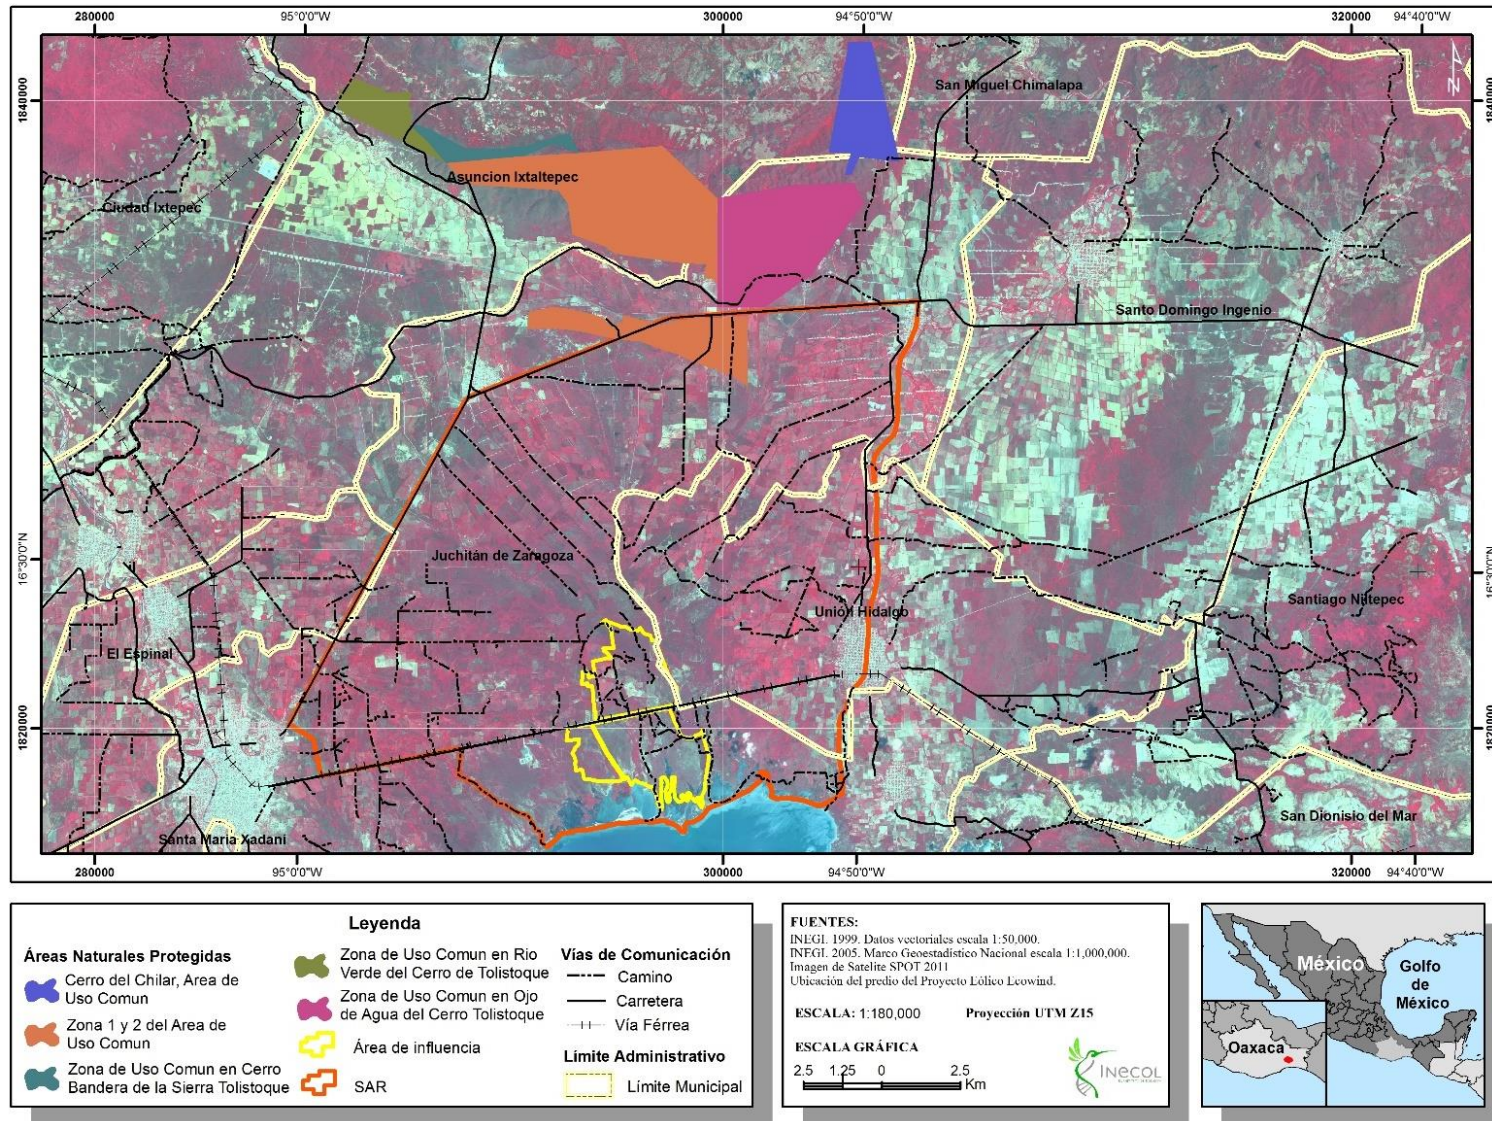 280000
95°0'0"W
300000
94°50'0"W
320000
94°40'0"W
1840000
1840000
San Miguel Chimalapa
Asuncion Ixtaltepec
Ciudad Ixtepec
Santo Domingo Ingenio
16°30'0"N
16°30'0"N
Juchitán de Zaragoza
Unión Hidalgo
Santiago Niltepec
El Espinal
1820000
1820000
San Dionisio del Mar
Santa Maria Xadani
280000
95°0'0"W
300000
94°50'0"W
320000
94°40'0"W
Leyenda
Áreas Naturales Protegidas
Cerro del Chilar, Area de
Uso Comun
Zona 1 y 2 del Area de
Uso Comun
Zona de Uso Comun en Cerro
Bandera de la Sierra Tolistoque
Zona de Uso Comun en Rio
Verde del Cerro de Tolistoque
Zona de Uso Comun en Ojo
de Agua del Cerro Tolistoque
Área de influencia
SAR
Vías de Comunicación
Camino
Carretera
Vía Férrea
Límite Administrativo
Límite Municipal
FUENTES:
INEGI. 1999. Datos vectoriales escala 1:50,000.
INEGI. 2005. Marco Geoestadístico Nacional escala 1:1,000,000.
Imagen de Satelite SPOT 2011
Ubicación del predio del Proyecto Eólico Ecowind.
ESCALA: 1:180,000 Proyección UTM Z15
ESCALA GRÁFICA
2.5 1.25 0 2.5
Km
INECOL
México
Golfo
de
México
Oaxaca